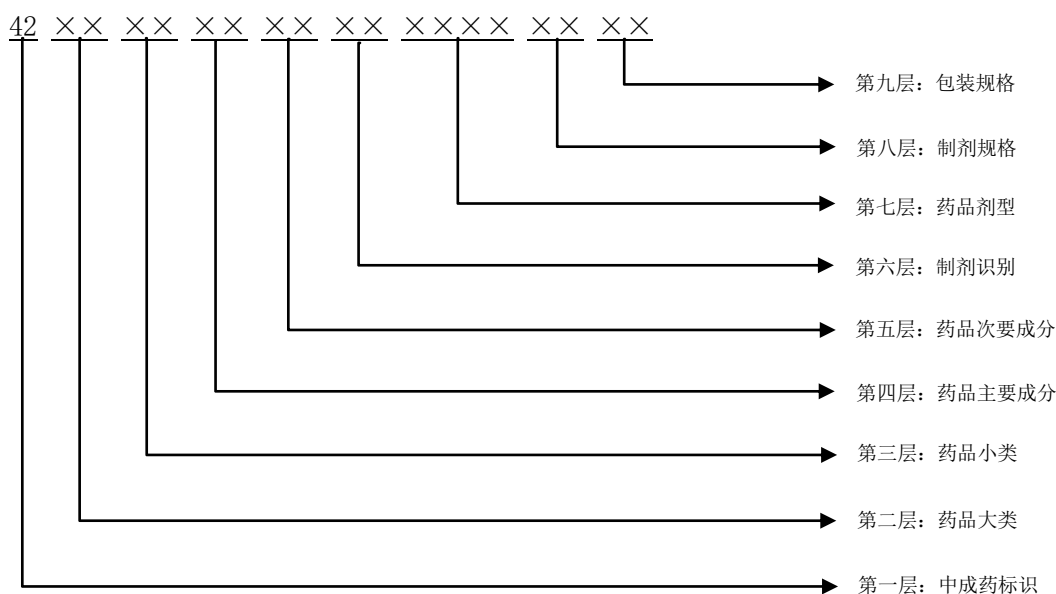 42 ×× ×× ×× ×× ×× ×××× ×× ××
第九层：包装规格
第八层：制剂规格
第七层：药品剂型
第六层：制剂识别
第五层：药品次要成分
第四层：药品主要成分
第三层：药品小类
第二层：药品大类
第一层：中成药标识